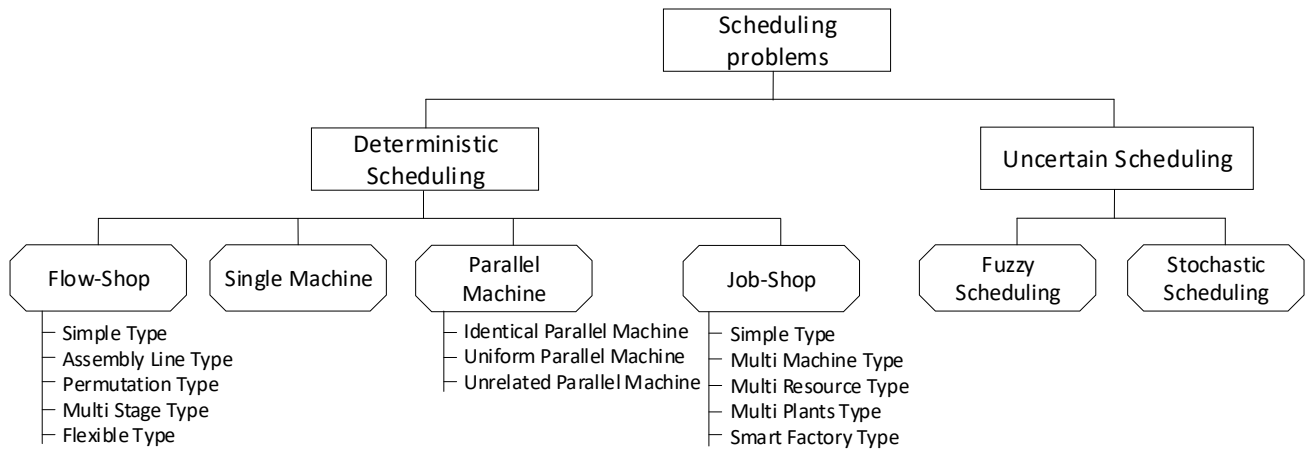 Scheduling
problems
Deterministic
Scheduling
Uncertain Scheduling
Flow-Shop
Single Machine
Parallel
Machine
Job-Shop
Fuzzy
Scheduling
Stochastic
Scheduling
Simple Type
Assembly Line Type
Permutation Type
Multi Stage Type
Flexible Type
Identical Parallel Machine
Uniform Parallel Machine
Unrelated Parallel Machine
Simple Type
Multi Machine Type
Multi Resource Type
Multi Plants Type
Smart Factory Type